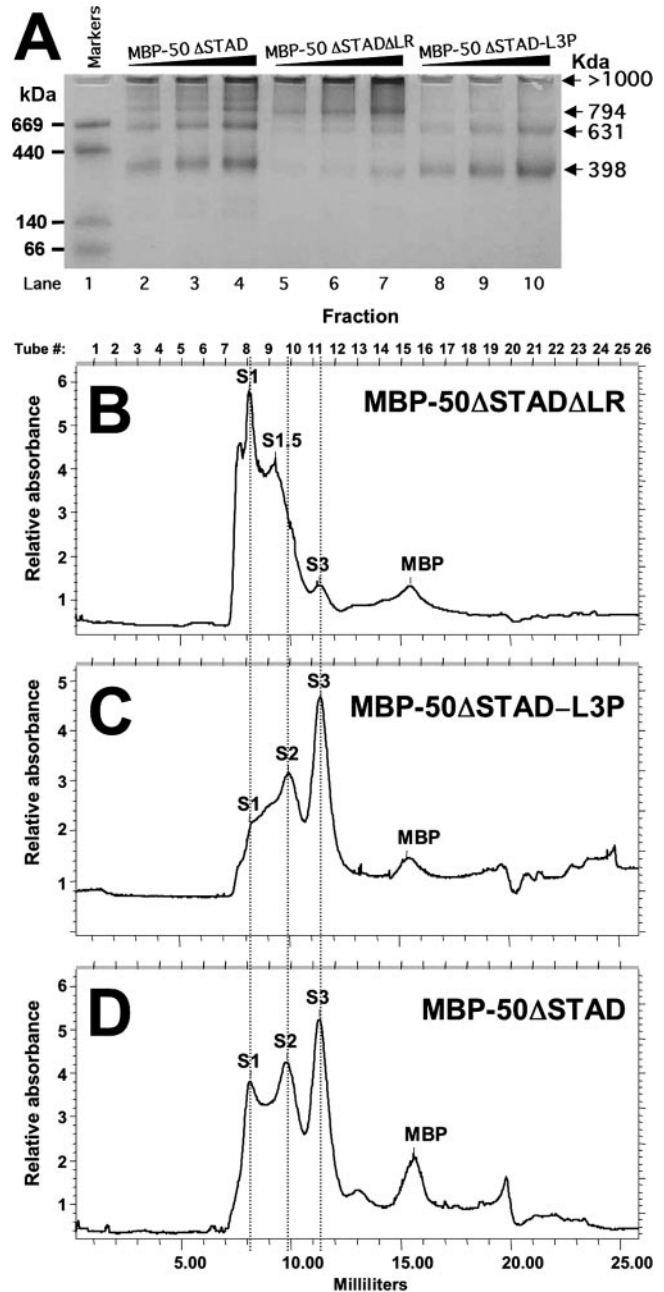 A
Markers
MBP-50 ΔSTAD
MBP-50 ΔSTADΔLR
MBP-50 ΔSTAD-L3P
kDa
Kda
669
440
140
66
>1000
794
631
398
Lane 1 2 3 4 5 6 7 8 9 10
Fraction
Tube #: 1 2 3 4 5 6 7 8 9 10 11 12 13 14 15 16 17 18 19 20 21 22 23 24 25 26
B
MBP-50ΔSTADΔLR
Relative absorbance
6
5
4
3
2
1
S1
S1.5
S3
MBP
C
MBP-50ΔSTAD–L3P
Relative absorbance
5
4
3
2
1
S1
S2
S3
MBP
D
MBP-50ΔSTAD
Relative absorbance
6
5
4
3
2
1
S1
S2
S3
MBP
5.00 10.00 15.00 20.00 25.00
Milliliters